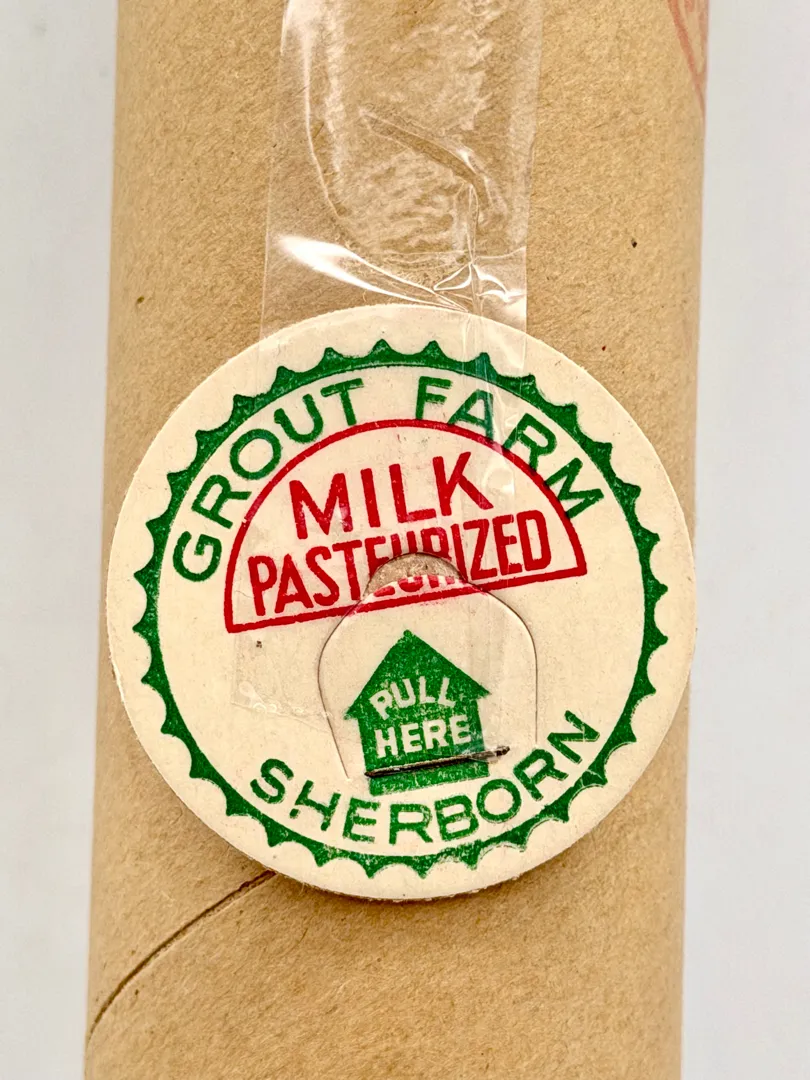 GROUT FARM
MILK
PASTEURIZED
PULL
HERE
SHERBORN